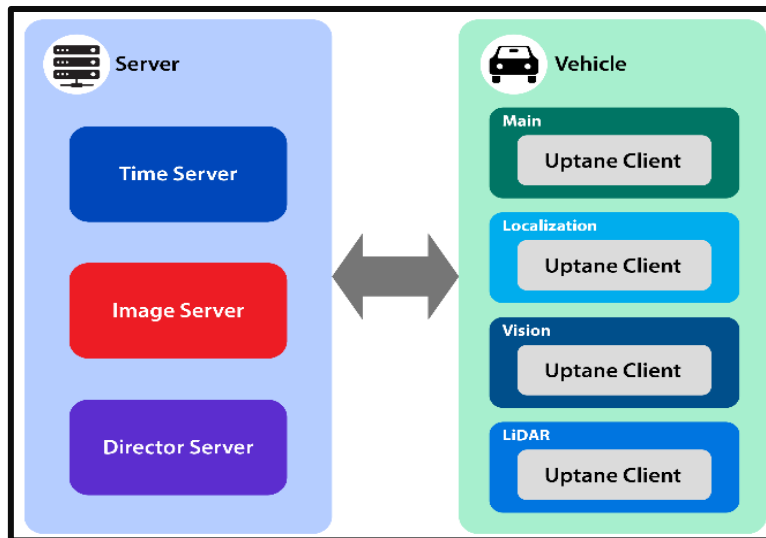 Server
Time Server
Image Server
Director Server
Vehicle
Main
Uptane Client
Localization
Uptane Client
Vision
Uptane Client
LiDAR
Uptane Client